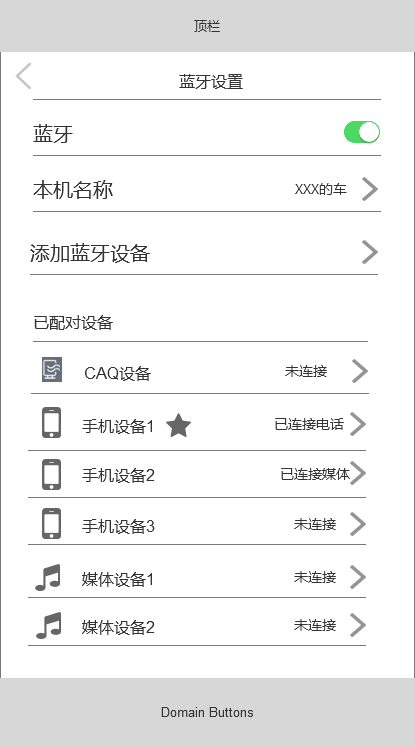 顶栏
蓝牙设置
蓝牙
本机名称 XXX的车
添加蓝牙设备
已配对设备
CAQ设备 未连接
手机设备1 已连接电话
手机设备2 已连接媒体
手机设备3 未连接
媒体设备1 未连接
媒体设备2 未连接
Domain Buttons